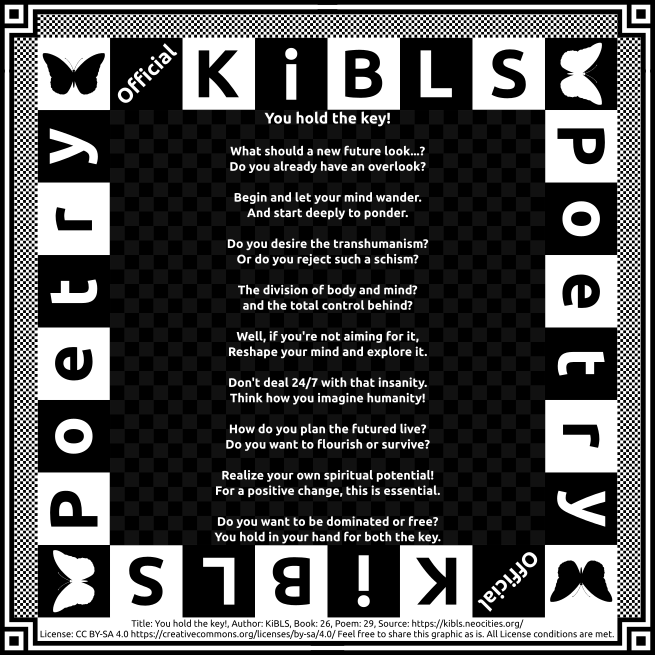 Official KiBLS
Poetry
Poetry
You hold the key!
What should a new future look...?
Do you already have an overlook?
Begin and let your mind wander.
And start deeply to ponder.
Do you desire the transhumanism?
Or do you reject such a schism?
The division of body and mind?
and the total control behind?
Well, if you're not aiming for it,
Reshape your mind and explore it.
Don't deal 24/7 with that insanity.
Think how you imagine humanity!
How do you plan the futured live?
Do you want to flourish or survive?
Realize your own spiritual potential!
For a positive change, this is essential.
Do you want to be dominated or free?
You hold in your hand for both the key.
Official KiBLS
Title: You hold the key!, Author: KiBLS, Book: 26, Poem: 29, Source: https://kibls.neocities.org/
License: CC BY-SA 4.0 https://creativecommons.org/licenses/by-sa/4.0/ Feel free to share this graphic as is. All License conditions are met.